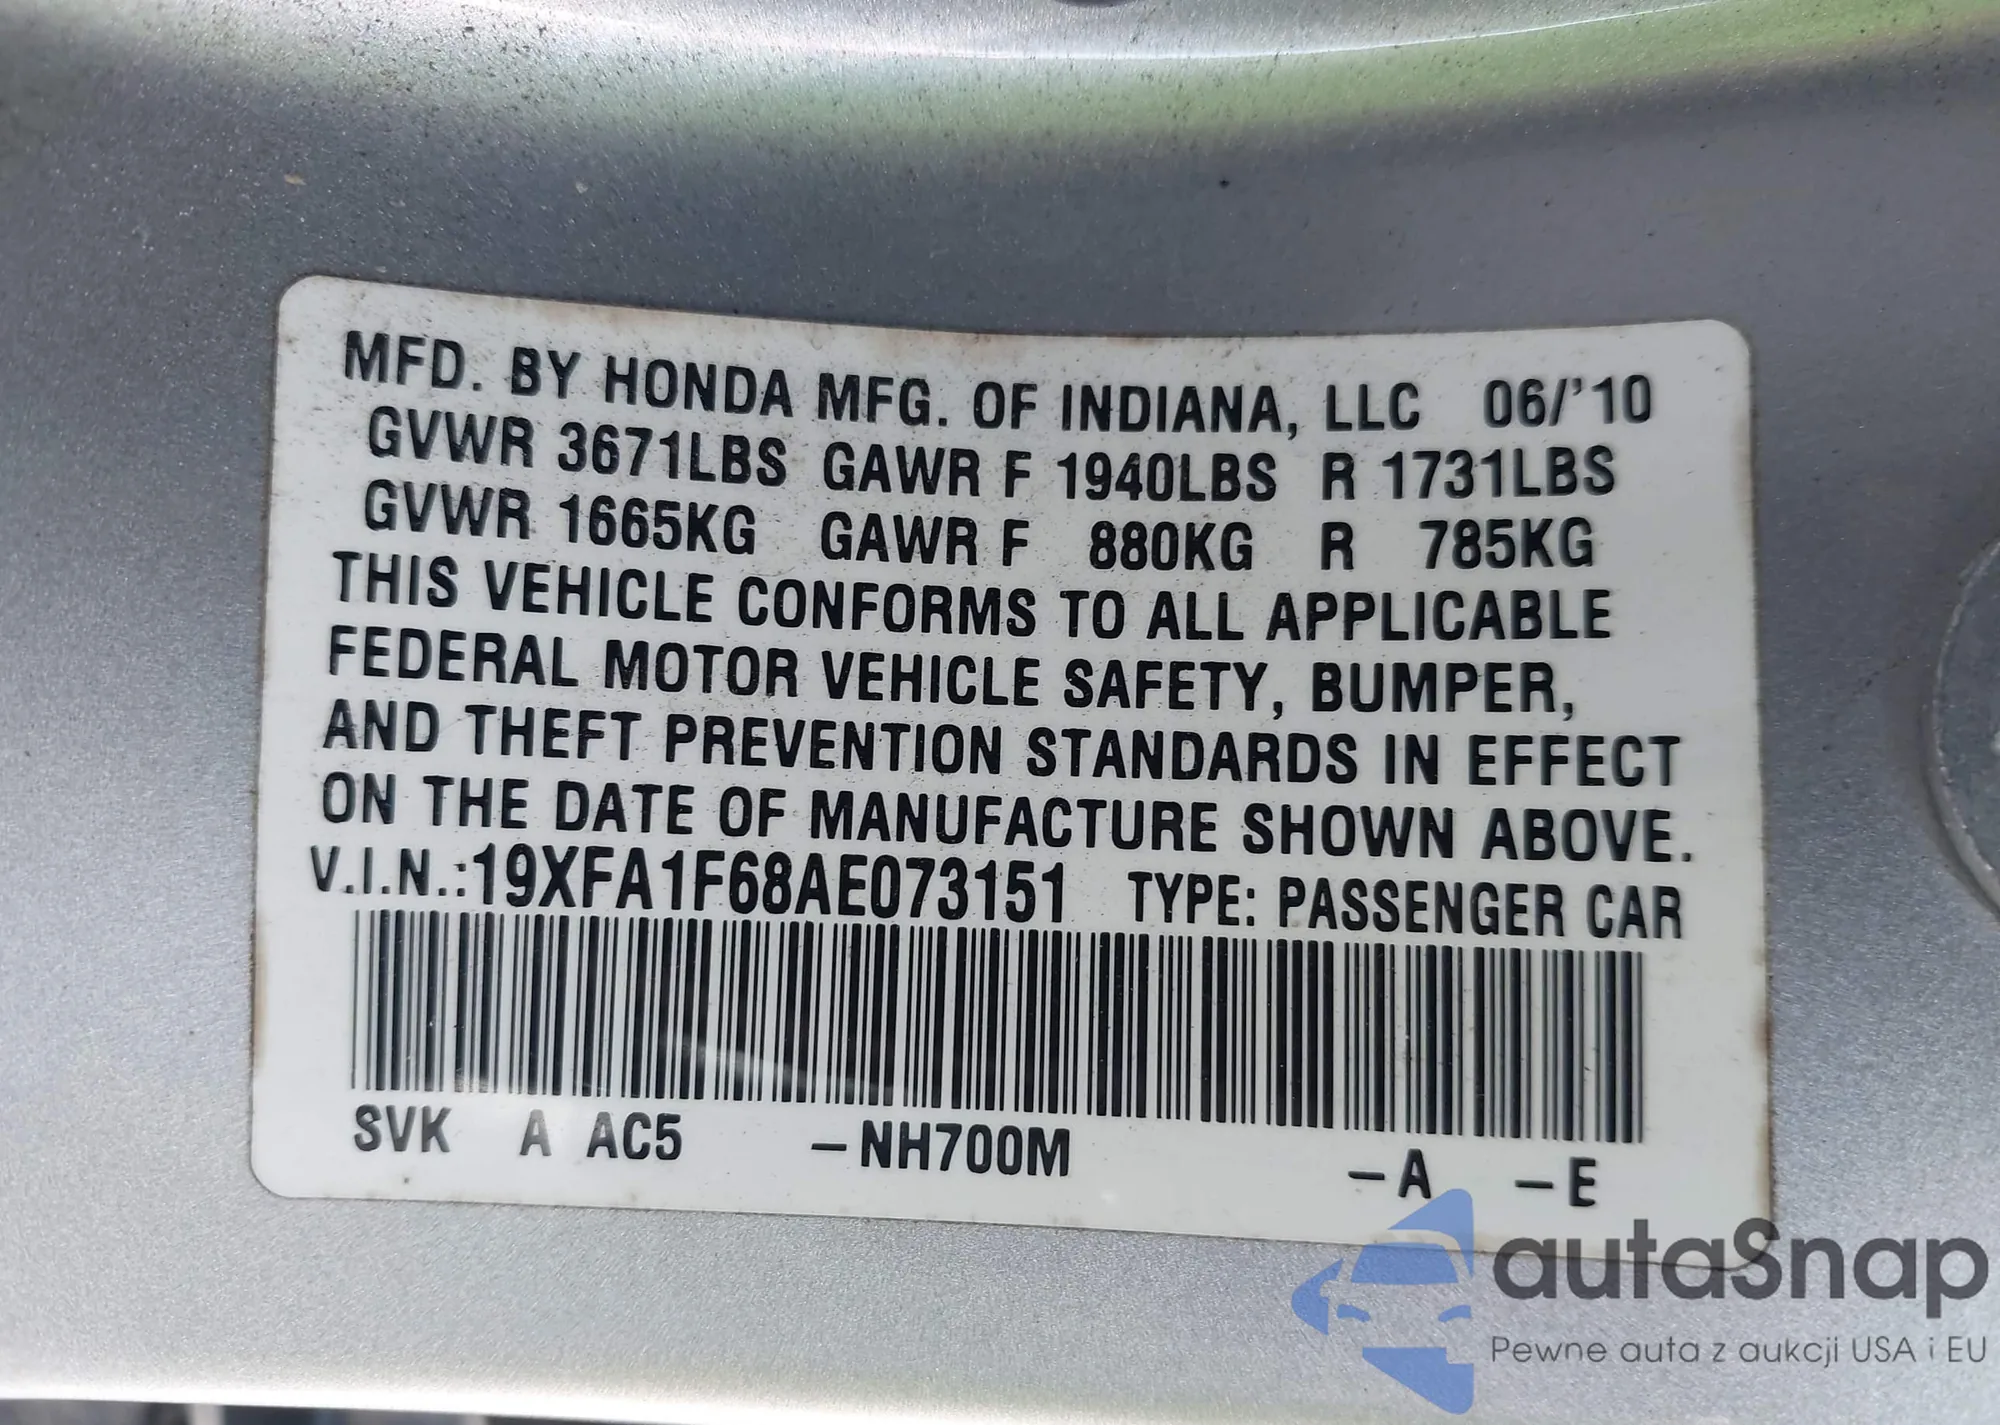 MFD. BY HONDA MFG. OF INDIANA, LLC 06/'10
GVWR 3671LBS GAWR F 1940LBS R 1731LBS
GVWR 1665KG GAWR F 880KG R 785KG
THIS VEHICLE CONFORMS TO ALL APPLICABLE
FEDERAL MOTOR VEHICLE SAFETY, BUMPER,
AND THEFT PREVENTION STANDARDS IN EFFECT
ON THE DATE OF MANUFACTURE SHOWN ABOVE.
V.I.N.:19XFA1F68AE073151 TYPE: PASSENGER CAR
SVK A AC5 –NH700M –A –E
autaSnap
Pewne auta z aukcji USA i EU